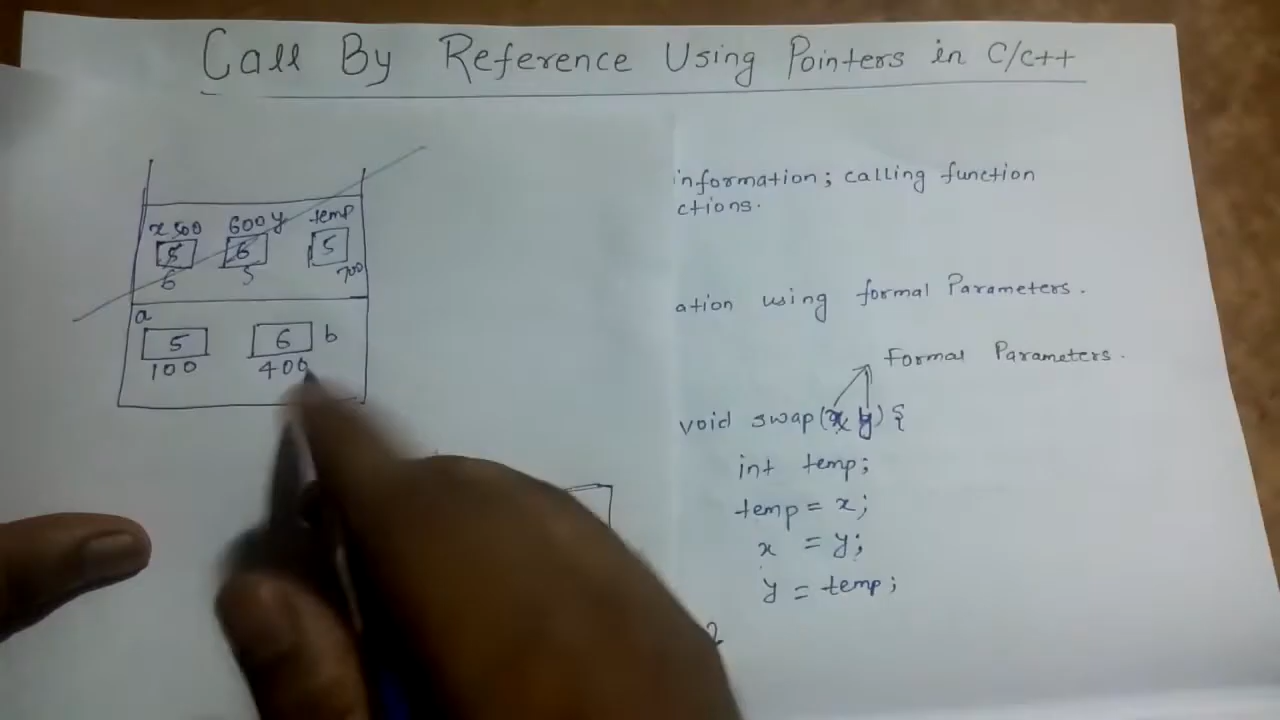 Call By Reference Using Pointers in C/C++
information; calling function
ctions.
x 500 600 y temp
5 6 5
6 5 700
ation using formal Parameters.
a
5 6 b
100 400
Formal Parameters.
void swap(x y) {
int temp;
temp = x;
x = y;
y = temp;
2